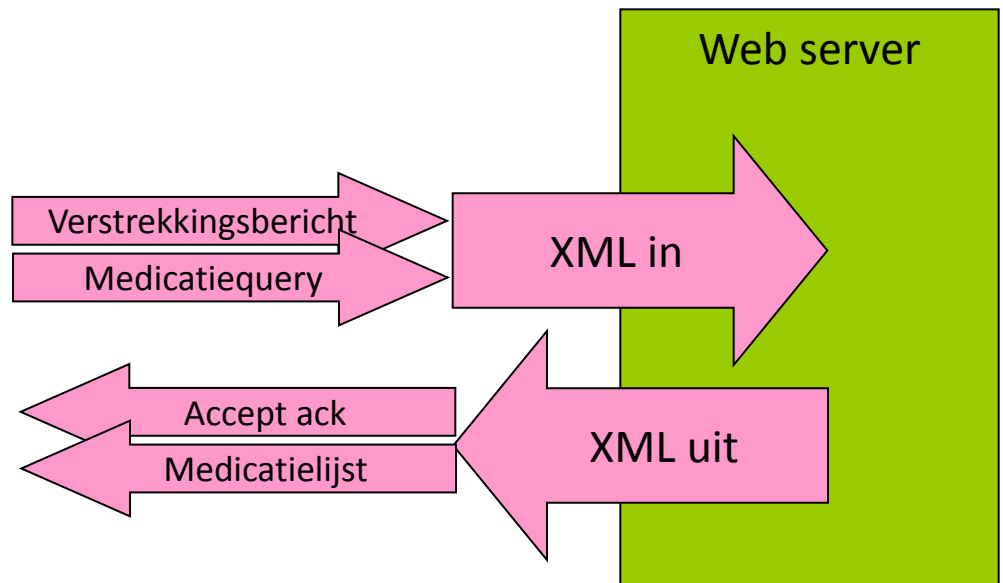 Web server
Verstrekkingsbericht
Medicatiequery
XML in
Accept ack
Medicatielijst
XML uit